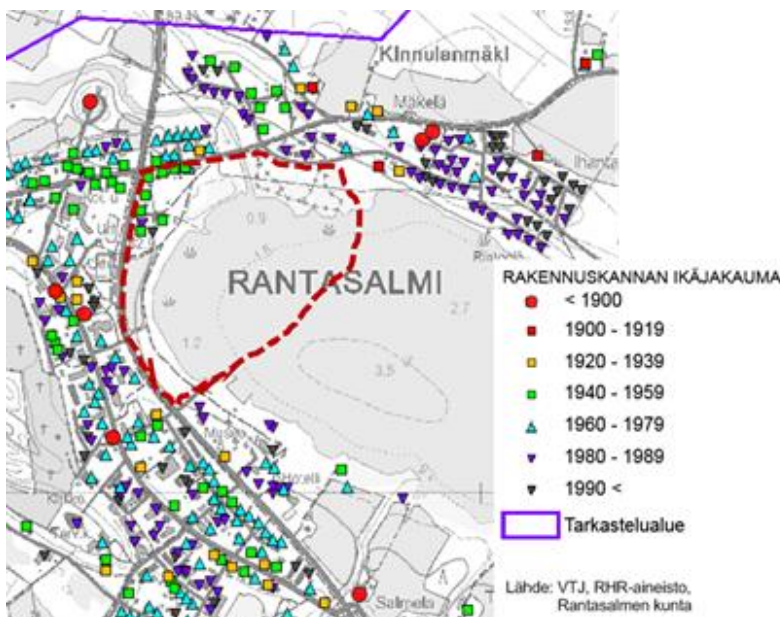 Kinnulanmäki
Mäkelä
Ihanta
0.9
1.5
RANTASALMI
2.7
1.2
3.5
Hotelli
Salmela
RAKENNUSKANNAN IKÄJAKAUMA
< 1900
1900 - 1919
1920 - 1939
1940 - 1959
1960 - 1979
1980 - 1989
1990 <
Tarkastelualue
Lähde: VTJ, RHR-aineisto,
Rantasalmen kunta